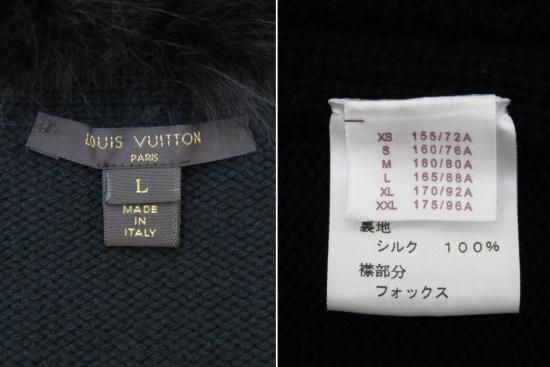 LOUIS VUITTON
PARIS
L
MADE
IN
ITALY
XS 155/72A
S 160/76A
M 160/80A
L 165/88A
XL 170/92A
XXL 175/96A
裏地
シルク 100%
襟部分
フォックス